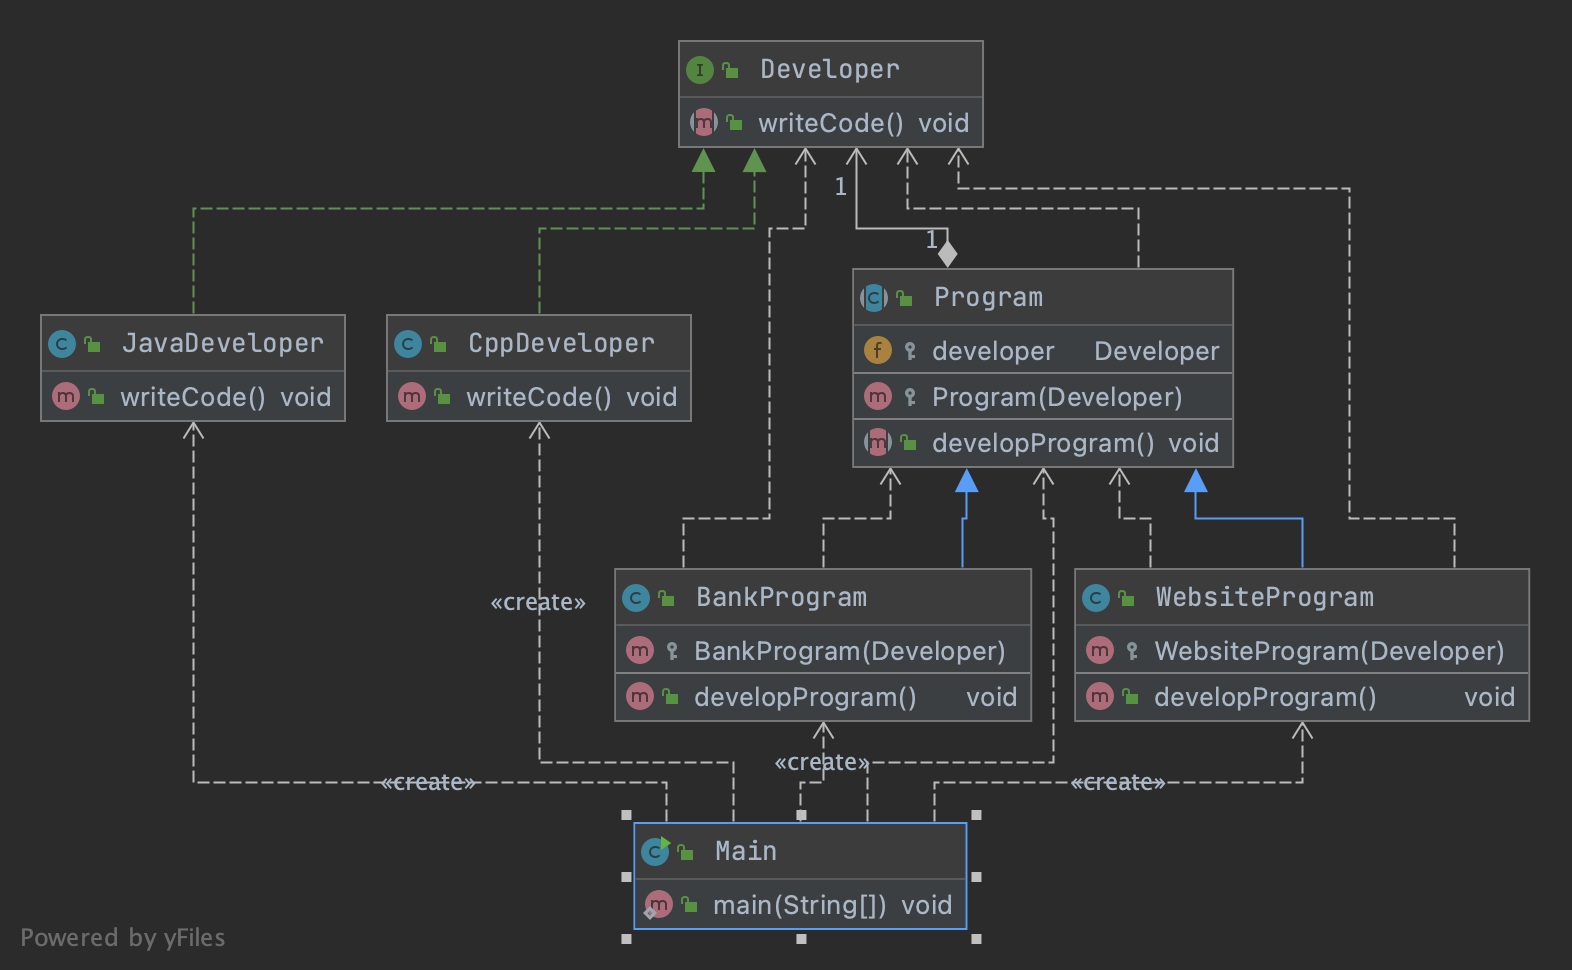 Developer
writeCode() void
1
1
Program
developer Developer
Program(Developer)
developProgram() void
JavaDeveloper
writeCode() void
CppDeveloper
writeCode() void
«create»
BankProgram
BankProgram(Developer)
developProgram() void
WebsiteProgram
WebsiteProgram(Developer)
developProgram() void
«create»
«create»
«create»
Main
main(String[]) void
Powered by yFiles